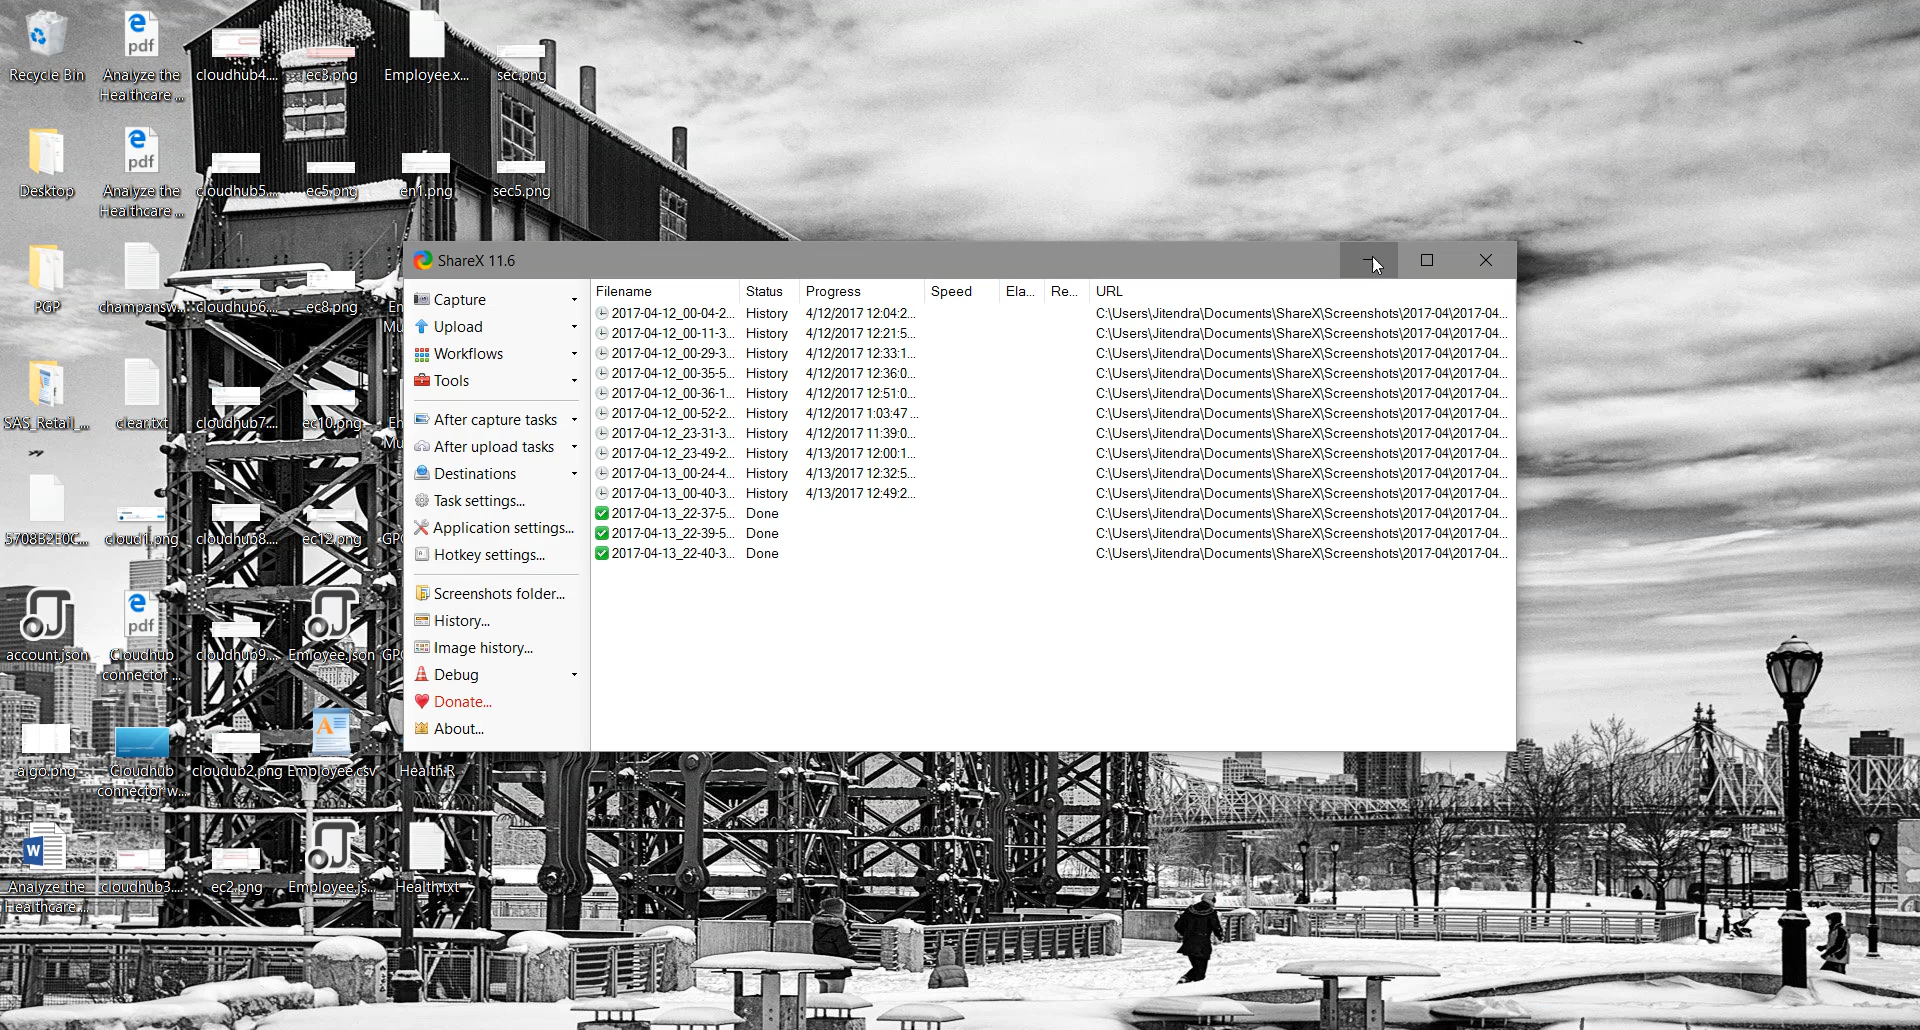 Recycle Bin
Analyze the
Healthcare ...
cloudhub4....
ec3.png
Employee.x...
sec.png
Desktop
Analyze the
Healthcare ...
cloudhub5....
ec5.png
en1.png
sec5.png
PGP
champansw...
cloudhub6....
ec8.png
En
Mu
SAS_Retail_...
clear.txt
cloudhub7....
ec10.png
En
Mu
5708B2E0C...
cloud1.png
cloudhub8....
ec12.png
GPC
account.json
Cloudhub
connector ...
cloudhub9....
Emloyee.json
GPC
algo.png
Cloudhub
connector w...
cloudub2.png
Employee.csv
Health.R
Analyze the
Healthcare...
cloudhub3....
ec2.png
Employee.js...
Health.txt
ShareX 11.6
Capture
Upload
Workflows
Tools
After capture tasks
After upload tasks
Destinations
Task settings...
Application settings...
Hotkey settings...
Screenshots folder...
History...
Image history...
Debug
Donate...
About...
Filename Status Progress Speed Ela... Re... URL
2017-04-12_00-04-2... History 4/12/2017 12:04:2... C:\Users\Jitendra\Documents\ShareX\Screenshots\2017-04\2017-04...
2017-04-12_00-11-3... History 4/12/2017 12:21:5... C:\Users\Jitendra\Documents\ShareX\Screenshots\2017-04\2017-04...
2017-04-12_00-29-3... History 4/12/2017 12:33:1... C:\Users\Jitendra\Documents\ShareX\Screenshots\2017-04\2017-04...
2017-04-12_00-35-5... History 4/12/2017 12:36:0... C:\Users\Jitendra\Documents\ShareX\Screenshots\2017-04\2017-04...
2017-04-12_00-36-1... History 4/12/2017 12:51:0... C:\Users\Jitendra\Documents\ShareX\Screenshots\2017-04\2017-04...
2017-04-12_00-52-2... History 4/12/2017 1:03:47 ... C:\Users\Jitendra\Documents\ShareX\Screenshots\2017-04\2017-04...
2017-04-12_23-31-3... History 4/12/2017 11:39:0... C:\Users\Jitendra\Documents\ShareX\Screenshots\2017-04\2017-04...
2017-04-12_23-49-2... History 4/13/2017 12:00:1... C:\Users\Jitendra\Documents\ShareX\Screenshots\2017-04\2017-04...
2017-04-13_00-24-4... History 4/13/2017 12:32:5... C:\Users\Jitendra\Documents\ShareX\Screenshots\2017-04\2017-04...
2017-04-13_00-40-3... History 4/13/2017 12:49:2... C:\Users\Jitendra\Documents\ShareX\Screenshots\2017-04\2017-04...
2017-04-13_22-37-5... Done C:\Users\Jitendra\Documents\ShareX\Screenshots\2017-04\2017-04...
2017-04-13_22-39-5... Done C:\Users\Jitendra\Documents\ShareX\Screenshots\2017-04\2017-04...
2017-04-13_22-40-3... Done C:\Users\Jitendra\Documents\ShareX\Screenshots\2017-04\2017-04...